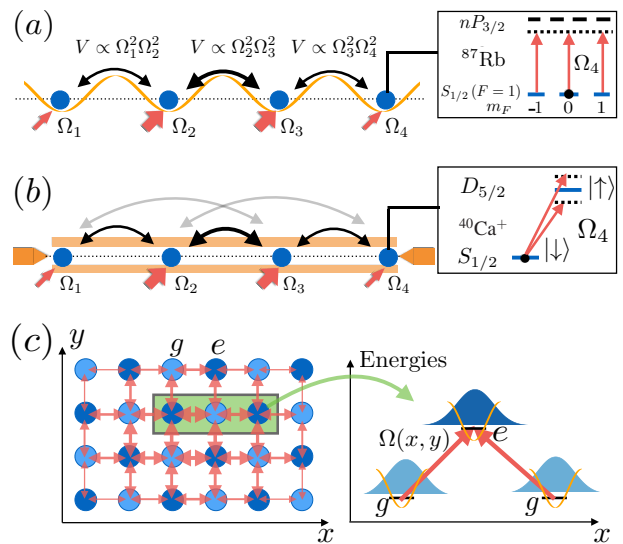 (a)
V ∝ Ω₁²Ω₂² V ∝ Ω₂²Ω₃² V ∝ Ω₃²Ω₄²
Ω₁ Ω₂ Ω₃ Ω₄
nP₃/₂
⁸⁷Rb
Ω₄
S₁/₂(F = 1)
m_F -1 0 1
(b)
Ω₁ Ω₂ Ω₃ Ω₄
D₅/₂ |↑⟩
⁴⁰Ca⁺ Ω₄
S₁/₂ |↓⟩
(c)
y g e
x
Energies
Ω(x, y) e
g g
x